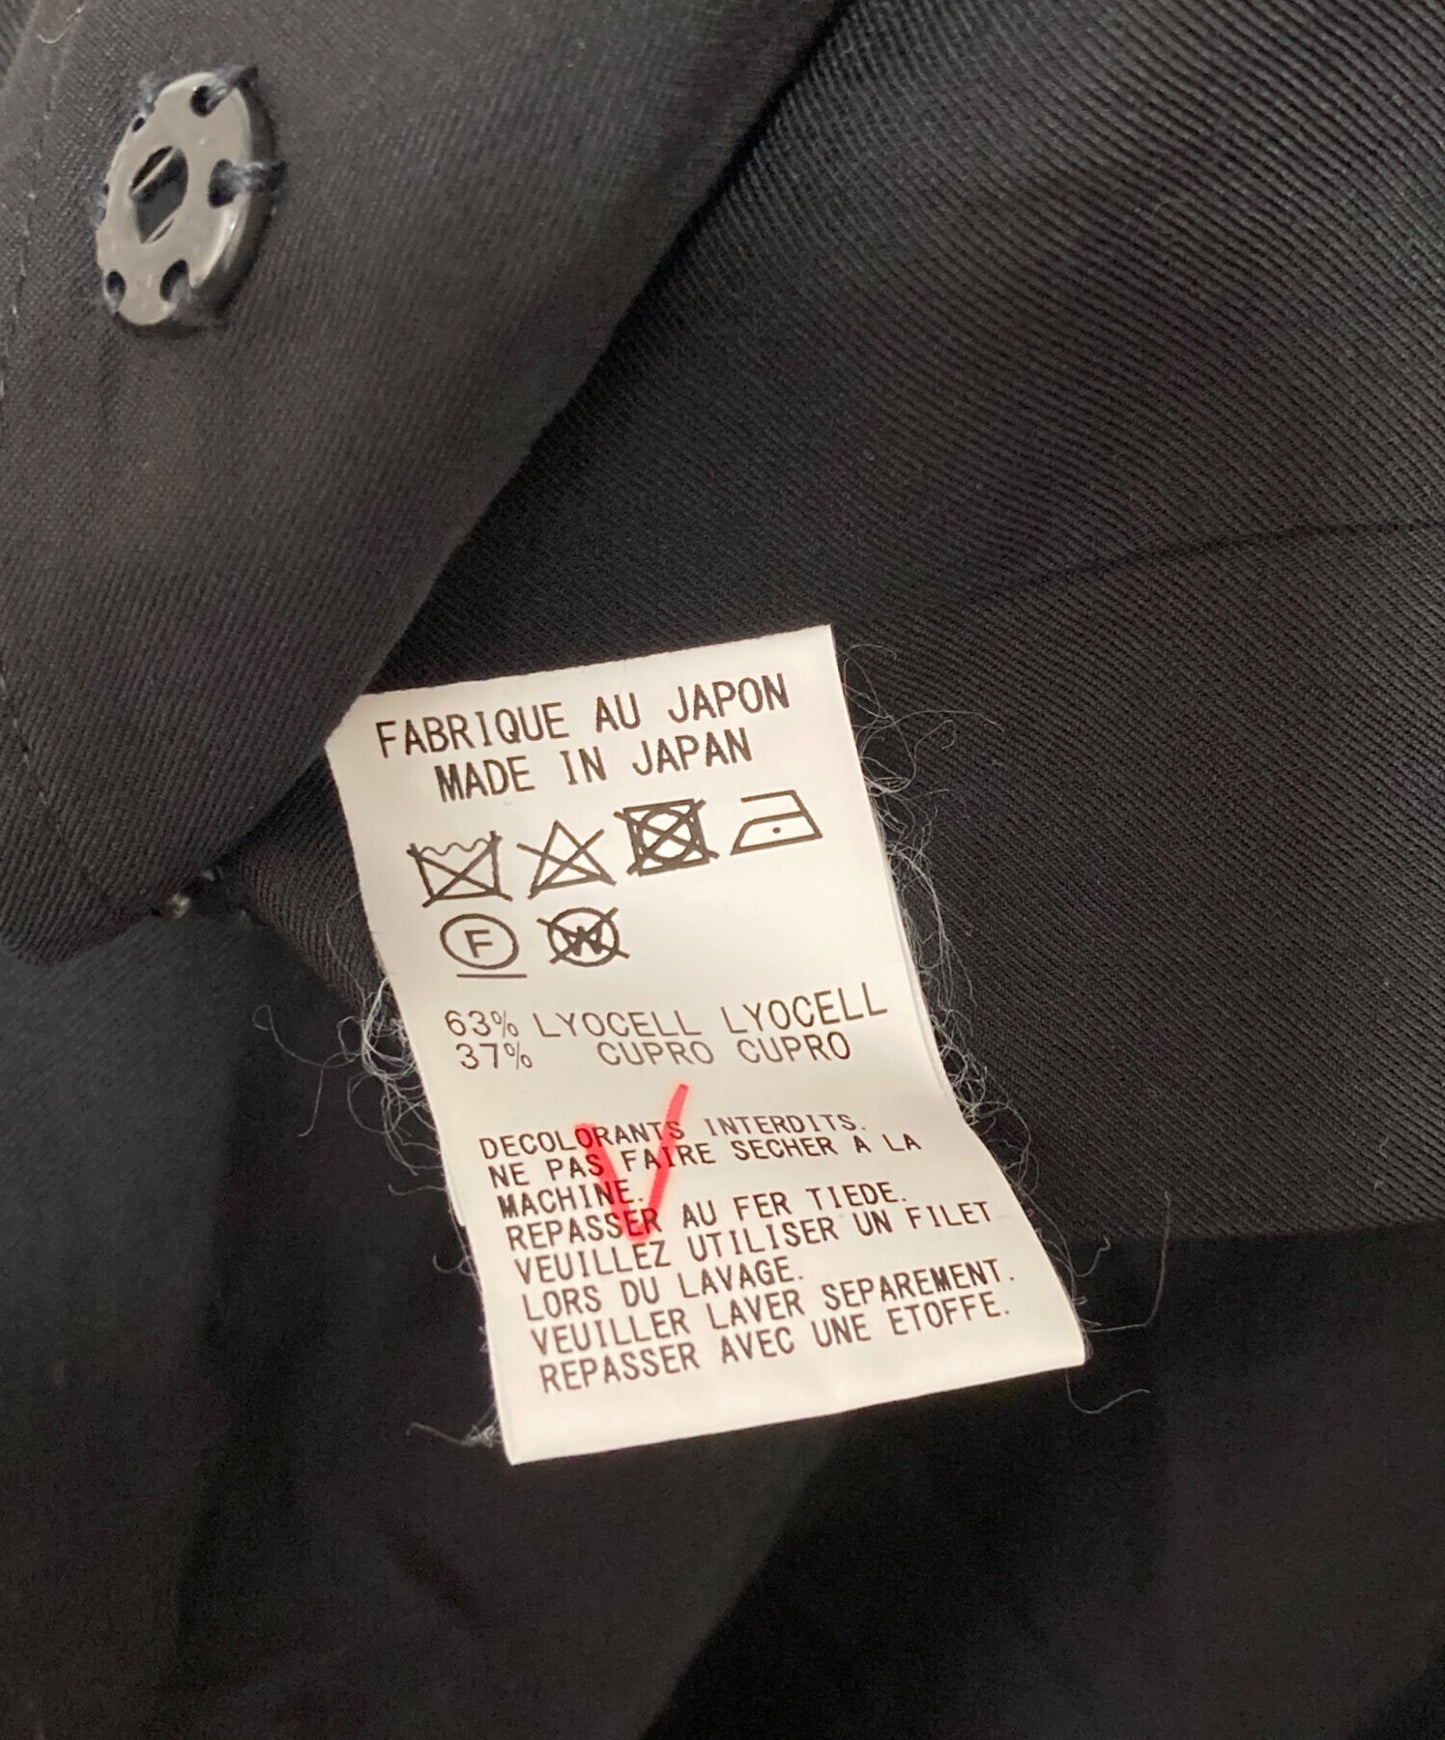 FABRIQUE AU JAPON
MADE IN JAPAN
F
W
63% LYOCELL LYOCELL
37% CUPRO CUPRO
DECOLORANTS INTERDITS.
NE PAS FAIRE SECHER A LA
MACHINE.
REPASSER AU FER TIEDE.
VEUILLEZ UTILISER UN FILET
LORS DU LAVAGE.
VEUILLER LAVER SEPAREMENT.
REPASSER AVEC UNE ETOFFE.